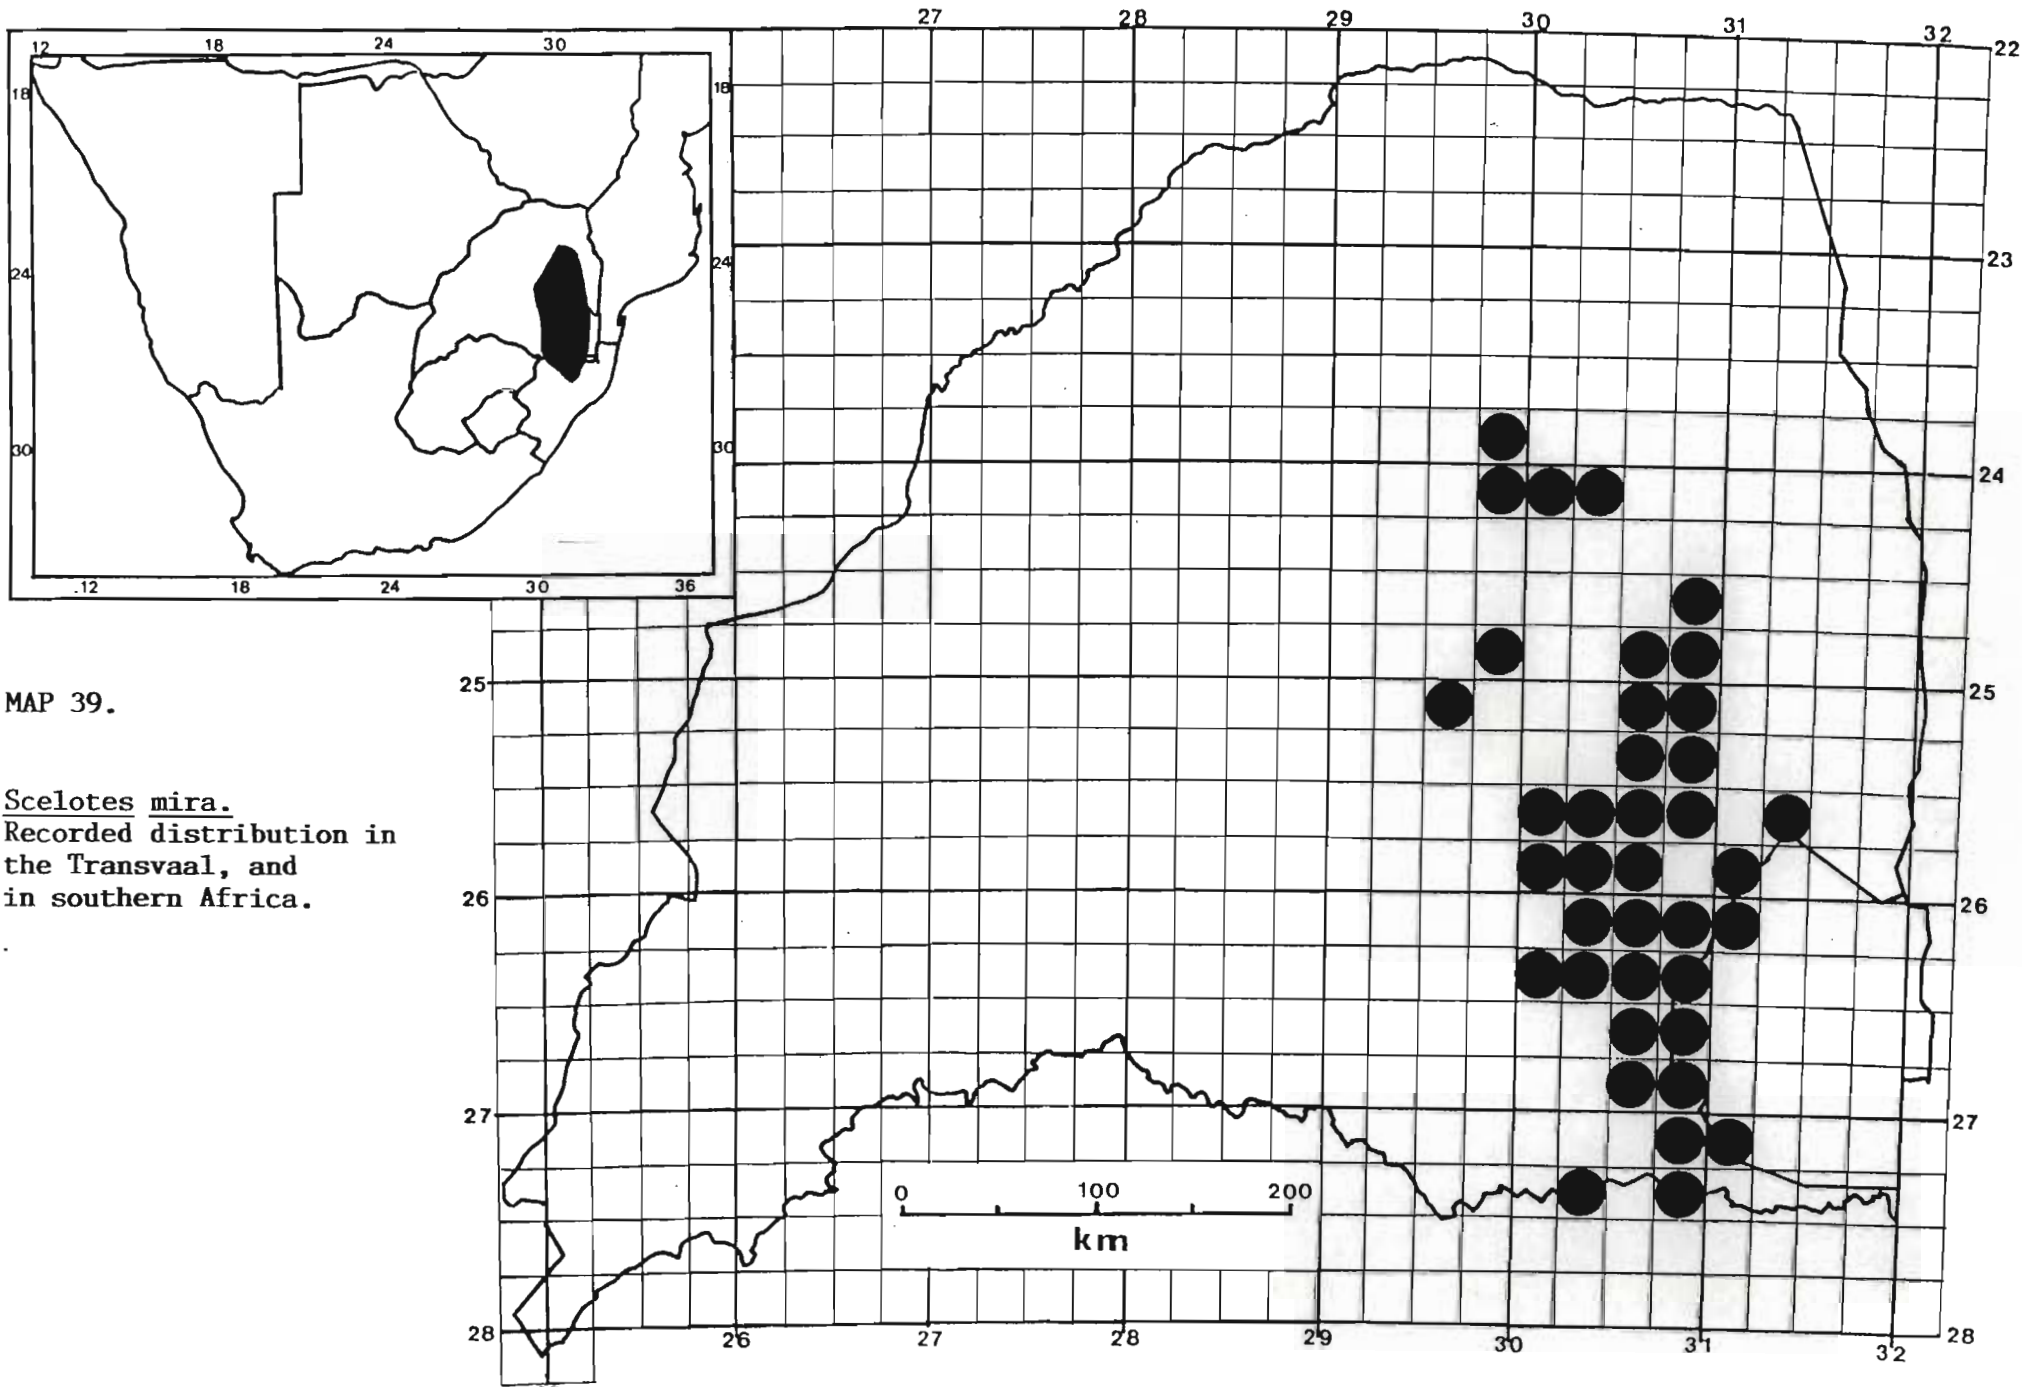 27 28 29 30 31 32
22
12 18 24 30
18 18
24 24
30 30
.12 18 24 30 36
23
24
25 25
MAP 39.
Scelotes mira.
Recorded distribution in
the Transvaal, and
in southern Africa.
26 26
27 27
0 100 200
km
28 28
26 27 28 29 30 31 32